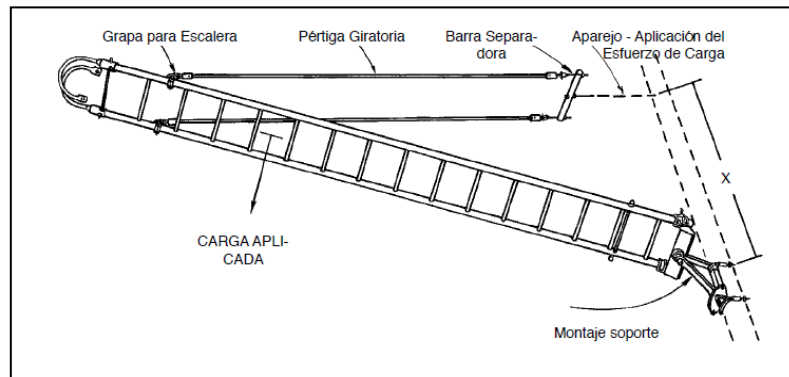 Grapa para Escalera
Pértiga Giratoria
Barra Separa-
dora
Aparejo - Aplicación del
Esfuerzo de Carga
X
CARGA APLI-
CADA
Montaje soporte